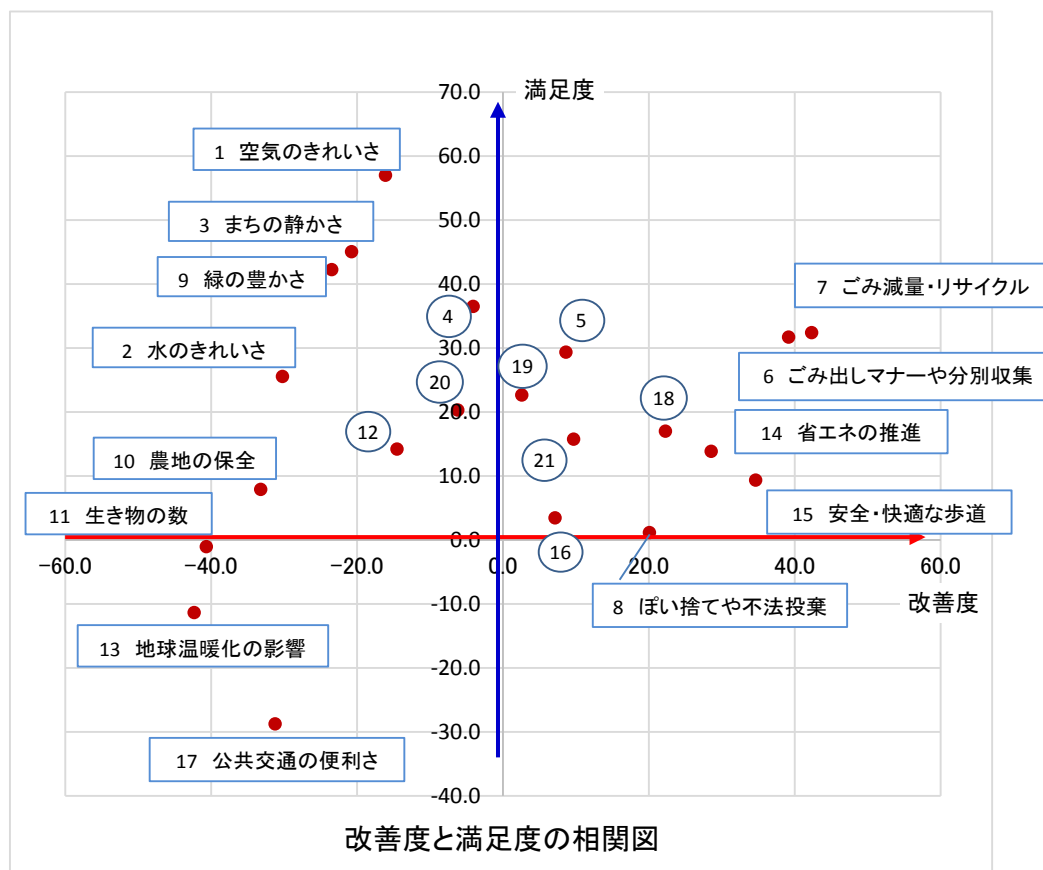 満足度
70.0
60.0
50.0
40.0
30.0
20.0
10.0
0.0
-10.0
-20.0
-30.0
-40.0
−60.0
−40.0
−20.0
0.0
20.0
40.0
60.0
改善度
1 空気のきれいさ
3 まちの静かさ
9 緑の豊かさ
7 ごみ減量・リサイクル
4
5
2 水のきれいさ
19
6 ごみ出しマナーや分別収集
20
18
12
14 省エネの推進
10 農地の保全
21
11 生き物の数
15 安全・快適な歩道
16
8 ぽい捨てや不法投棄
13 地球温暖化の影響
17 公共交通の便利さ
改善度と満足度の相関図